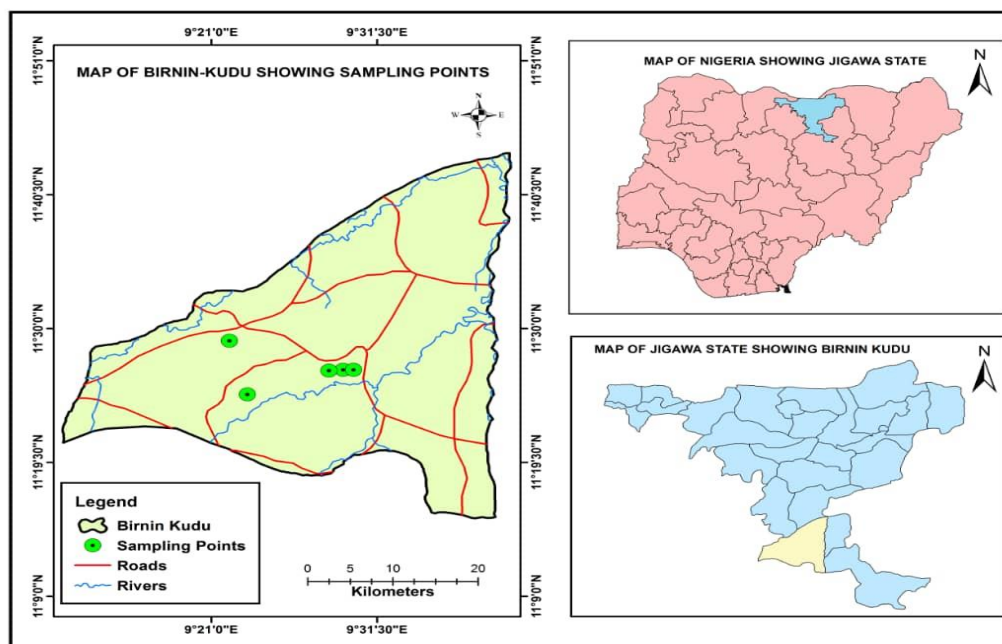 9°21'0"E 9°31'30"E
11°51'0"N 11°51'0"N
MAP OF BIRNIN-KUDU SHOWING SAMPLING POINTS
N
W E
S
11°40'30"N 11°40'30"N
11°30'0"N 11°30'0"N
11°19'30"N 11°19'30"N
11°9'0"N 11°9'0"N
Legend
Birnin Kudu
Sampling Points
Roads
Rivers
0 5 10 20
Kilometers
9°21'0"E 9°31'30"E
MAP OF NIGERIA SHOWING JIGAWA STATE
N
MAP OF JIGAWA STATE SHOWING BIRNIN KUDU
N